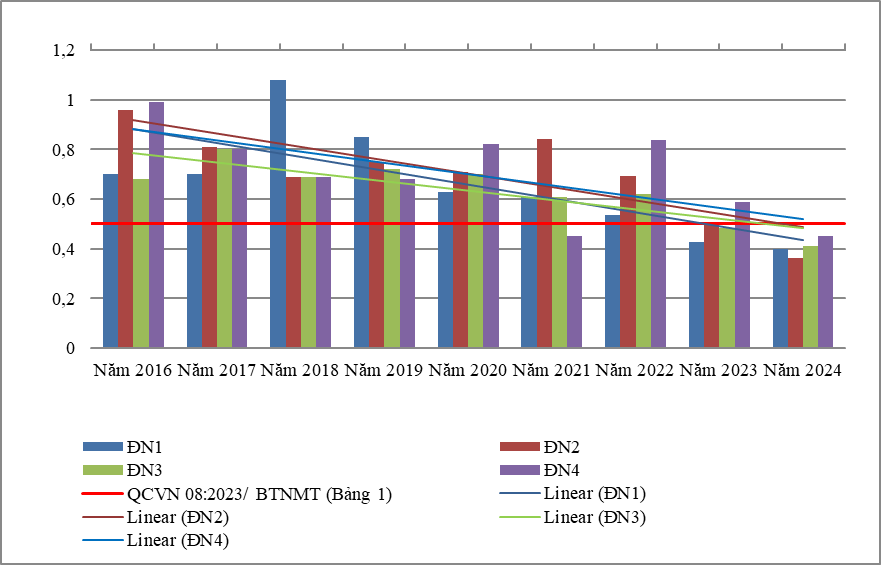 1,2
1
0,8
0,6
0,4
0,2
0
Năm 2016 Năm 2017 Năm 2018 Năm 2019 Năm 2020 Năm 2021 Năm 2022 Năm 2023 Năm 2024
ĐN1 ĐN2
ĐN3 ĐN4
QCVN 08:2023/ BTNMT (Bảng 1) Linear (ĐN1)
Linear (ĐN2) Linear (ĐN3)
Linear (ĐN4)